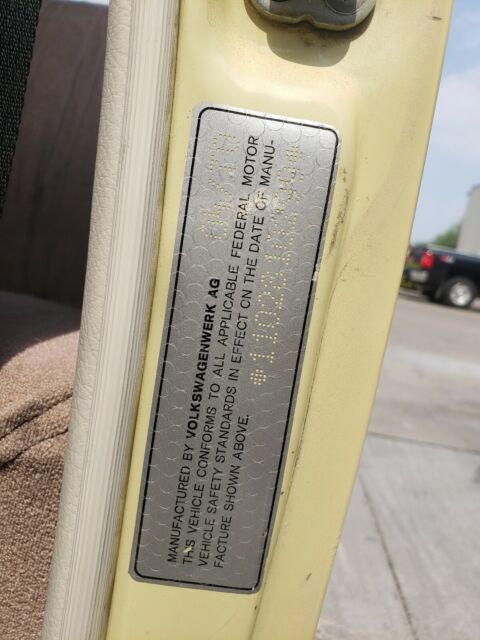 MANUFACTURED BY VOLKSWAGENWERK AG
THIS VEHICLE CONFORMS TO ALL APPLICABLE FEDERAL MOTOR
VEHICLE SAFETY STANDARDS IN EFFECT ON THE DATE OF MANU-
FACTURE SHOWN ABOVE.